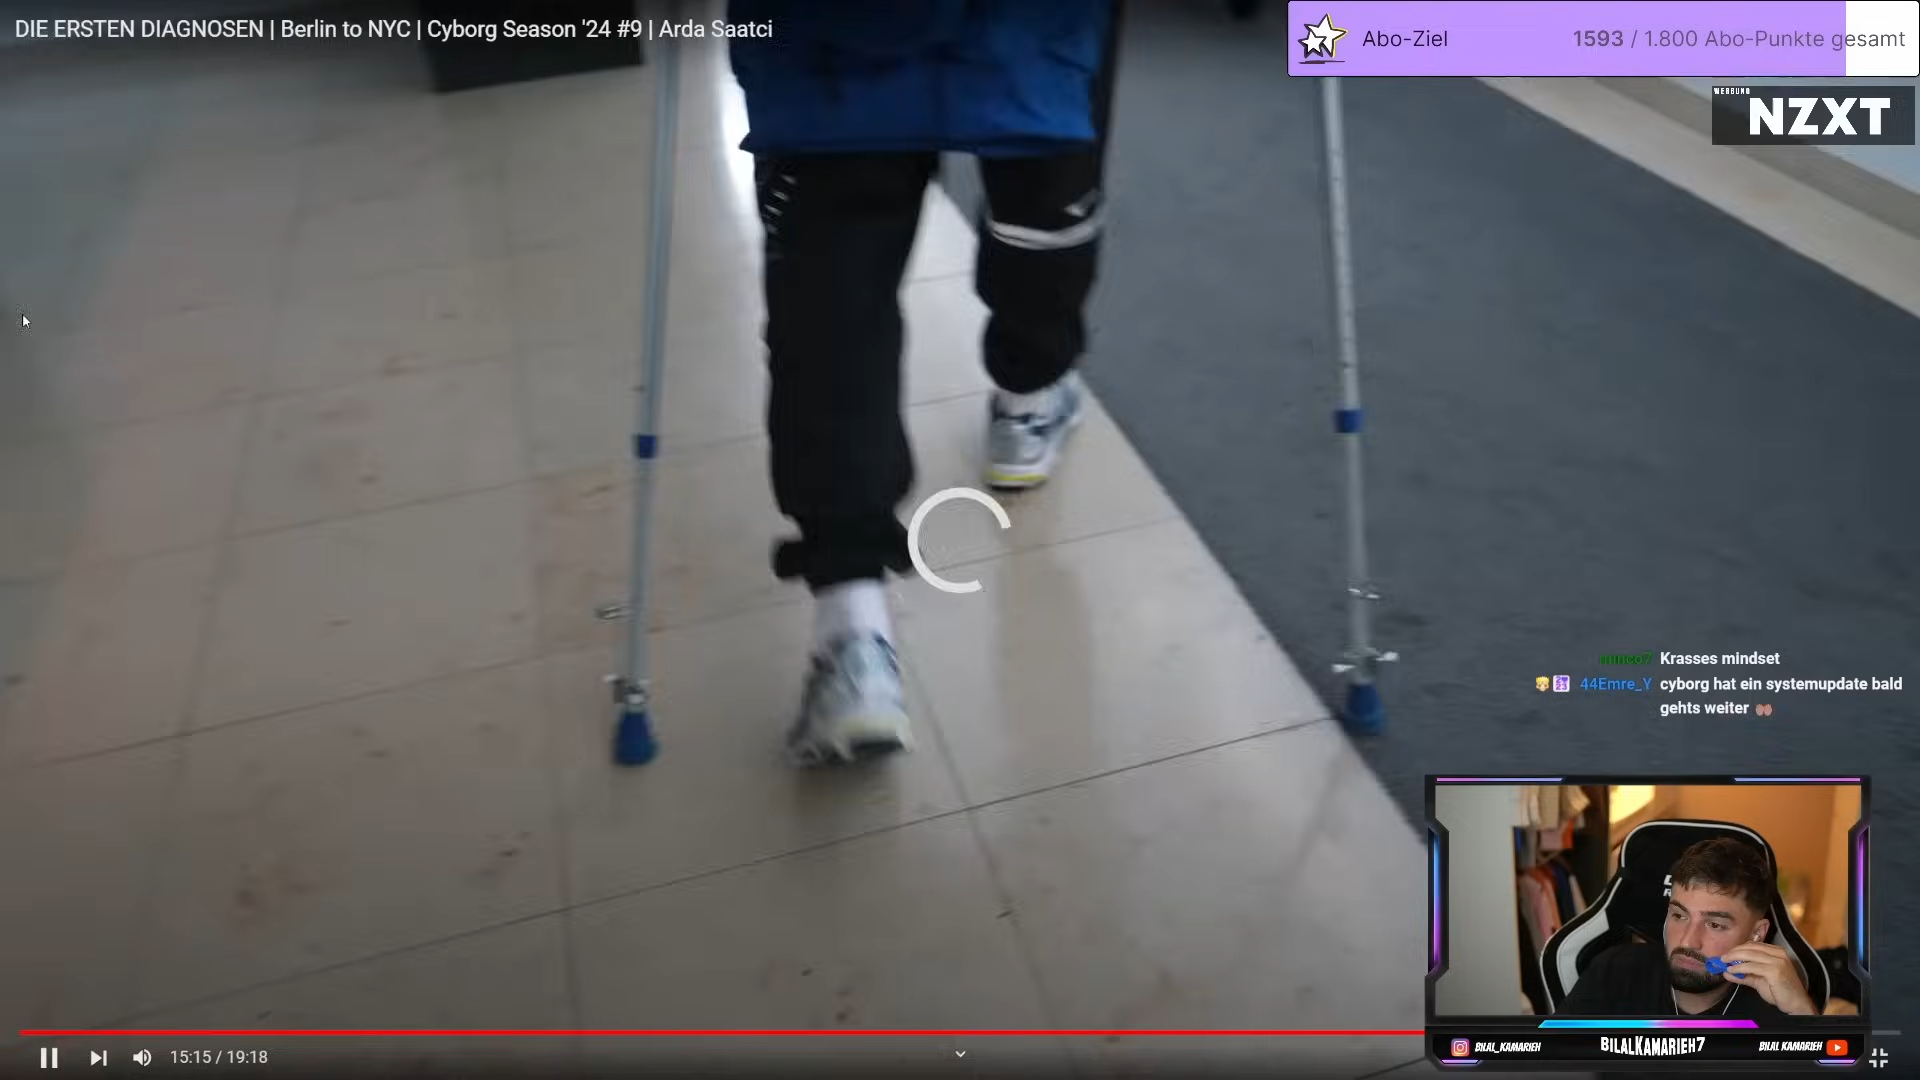 DIE ERSTEN DIAGNOSEN | Berlin to NYC | Cyborg Season '24 #9 | Arda Saatci
Abo-Ziel
1593 / 1.800 Abo-Punkte gesamt
WERBUNG
NZXT
Krasses mindset
44Emre_Y cyborg hat ein systemupdate bald
gehts weiter
BILAL_KAMARIEH
BILALKAMARIEH7
BILAL KAMARIEH
15:15 / 19:18